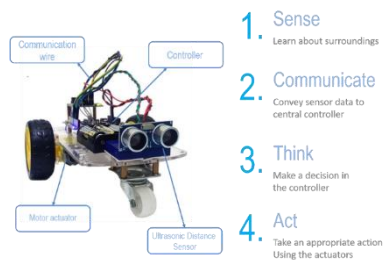 Communication
wire
Controller
Motor actuator
Ultrasonic Distance
Sensor
1. Sense
Learn about surroundings
2. Communicate
Convey sensor data to
central controller
3. Think
Make a decision in
the controller
4. Act
Take an appropriate action
Using the actuators